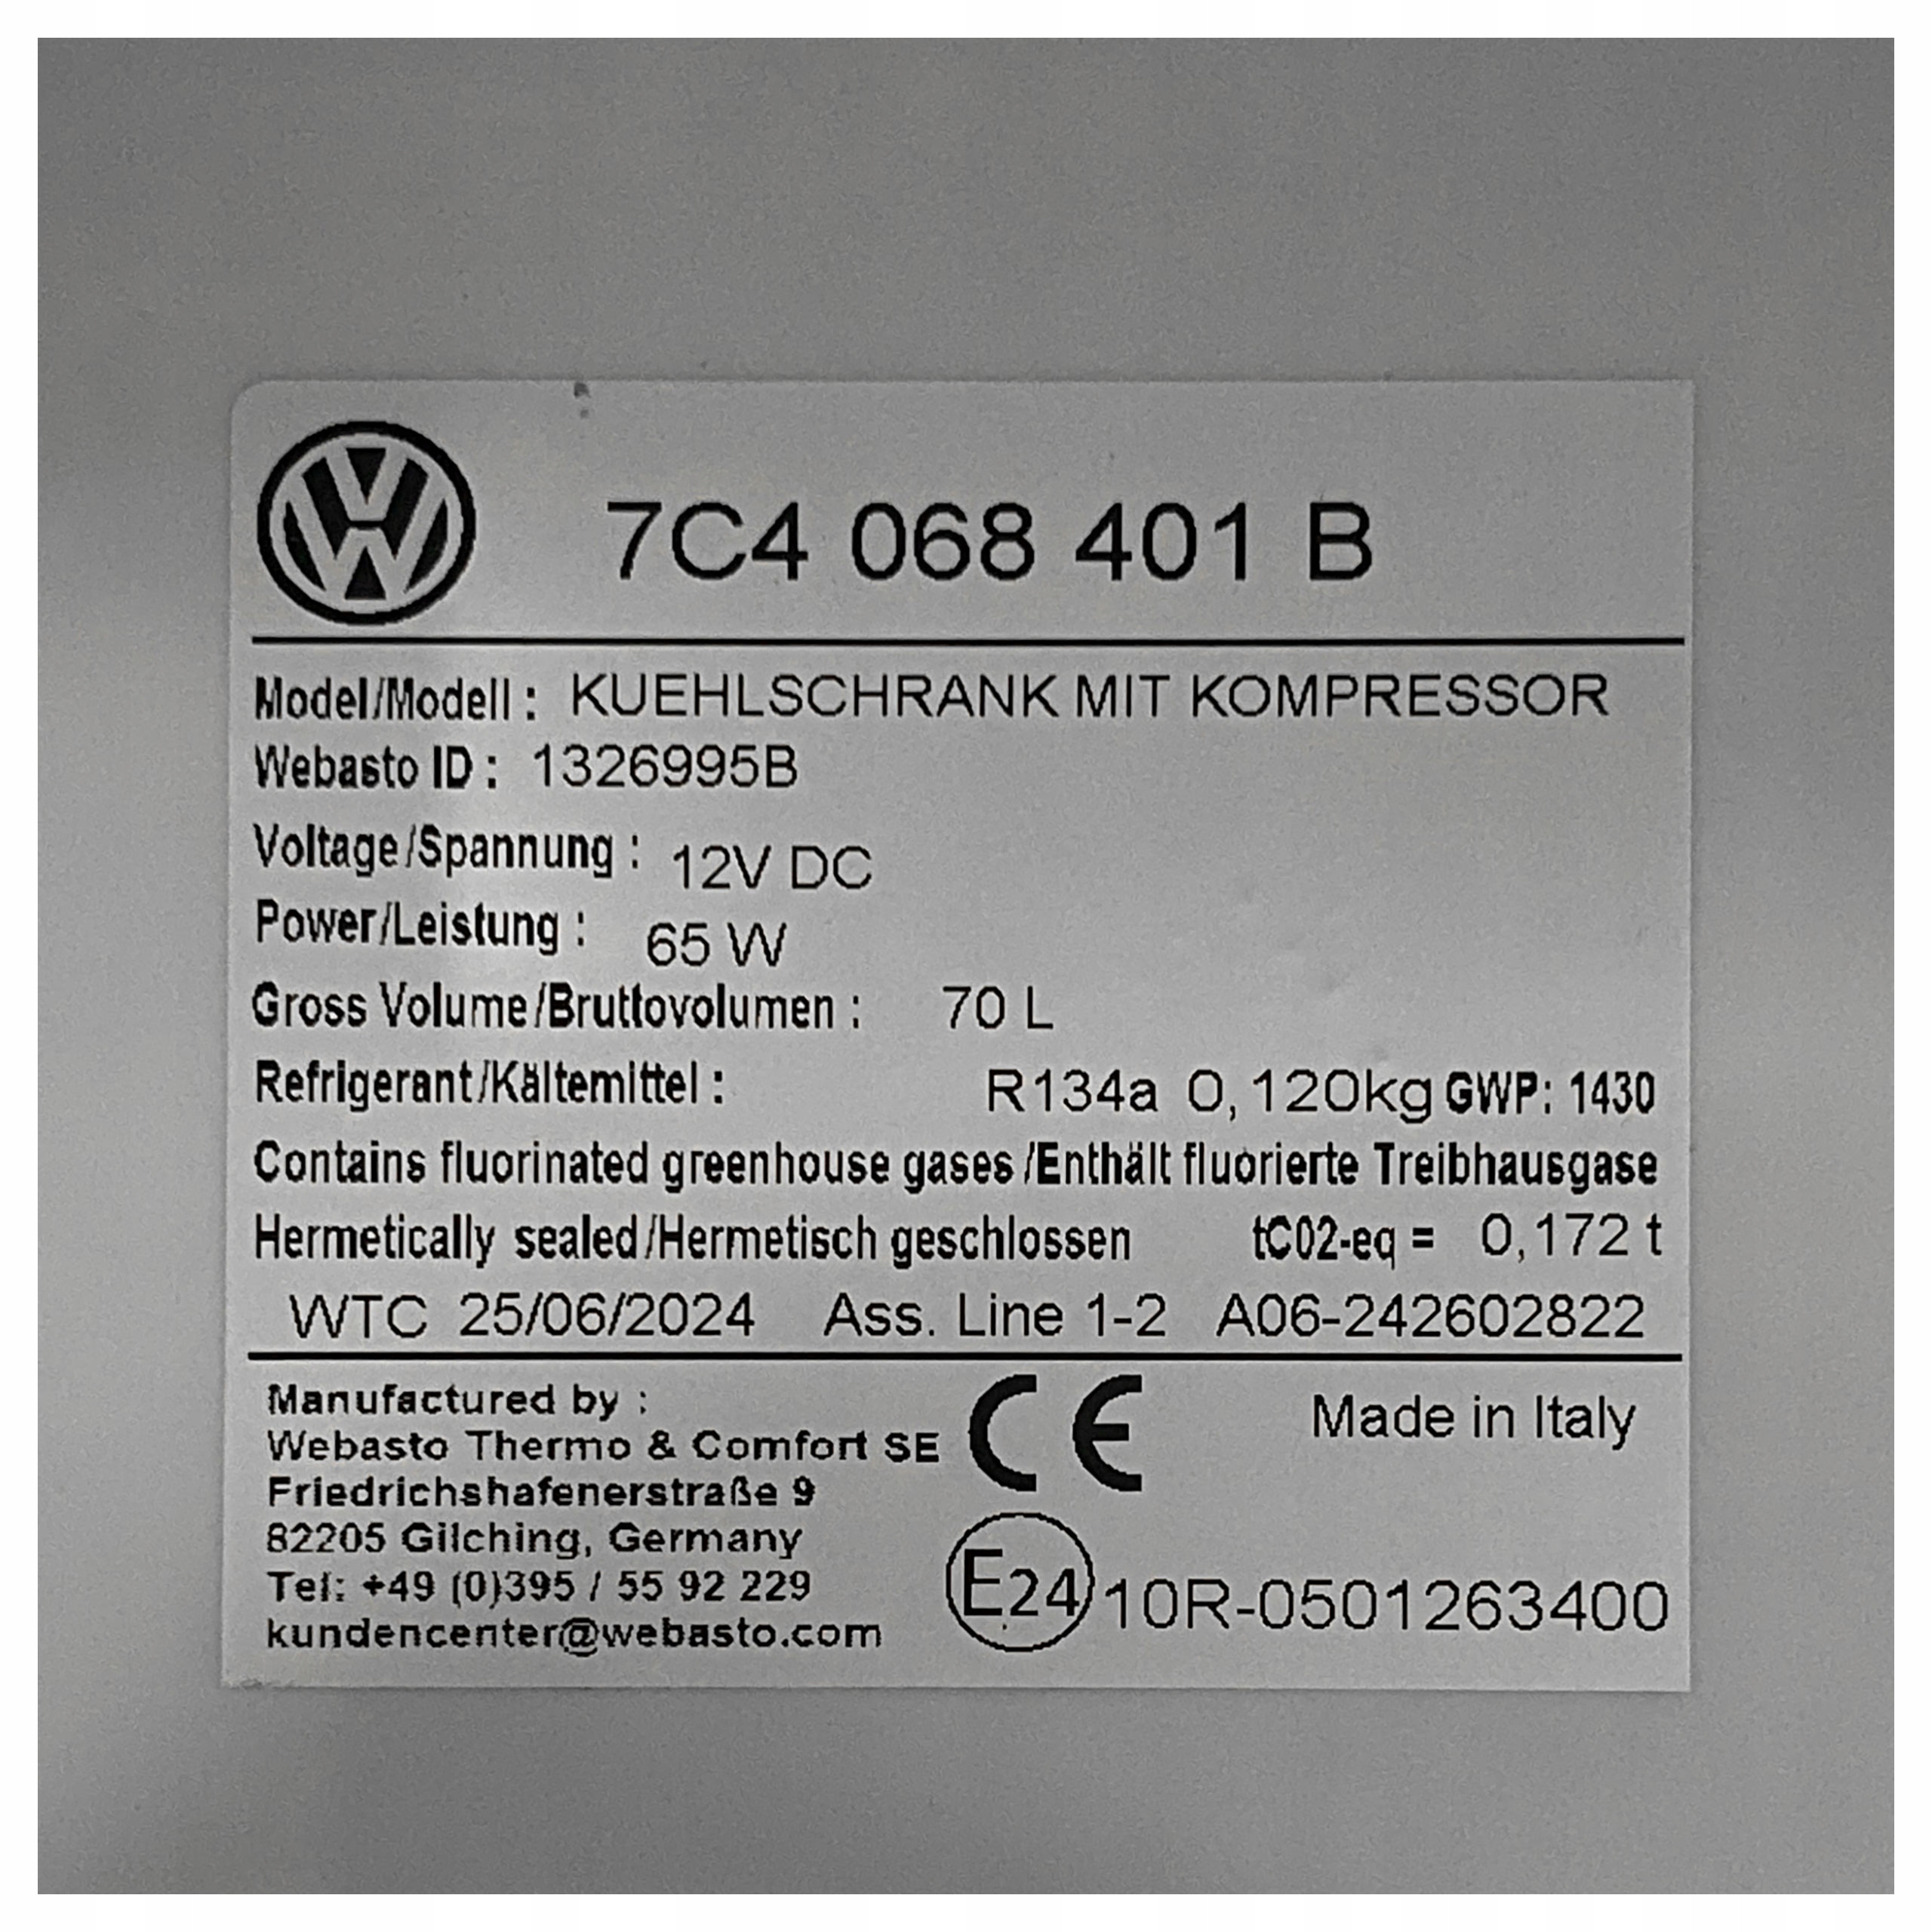 7C4 068 401 B
Model/Modell : KUEHLSCHRANK MIT KOMPRESSOR
Webasto ID : 1326995B
Voltage/Spannung : 12V DC
Power/Leistung : 65 W
Gross Volume/Bruttovolumen : 70 L
Refrigerant/Kältemittel : R134a 0,120kg GWP: 1430
Contains fluorinated greenhouse gases/Enthält fluorierte Treibhausgase
Hermetically sealed/Hermetisch geschlossen tC02-eq = 0,172 t
WTC 25/06/2024 Ass. Line 1-2 A06-242602822
Manufactured by :
Webasto Thermo & Comfort SE
Friedrichshafenerstraße 9
82205 Gilching, Germany
Tel: +49 (0)395 / 55 92 229
kundencenter@webasto.com
CE
Made in Italy
E24 10R-0501263400